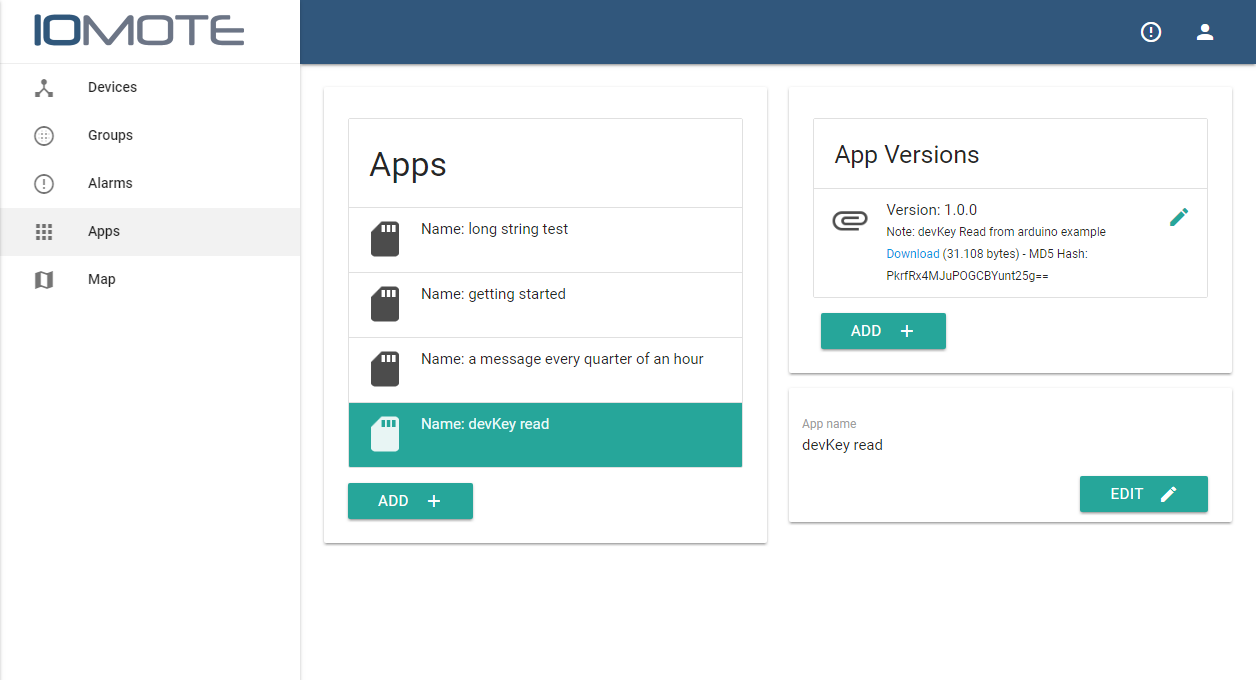 IOMOTE
Devices
Groups
Alarms
Apps
Map
Apps
Name: long string test
Name: getting started
Name: a message every quarter of an hour
Name: devKey read
ADD
App Versions
Version: 1.0.0
Note: devKey Read from arduino example
Download (31.108 bytes) - MD5 Hash:
PkrfRx4MJuPOGCBYunt25g==
ADD
App name
devKey read
EDIT